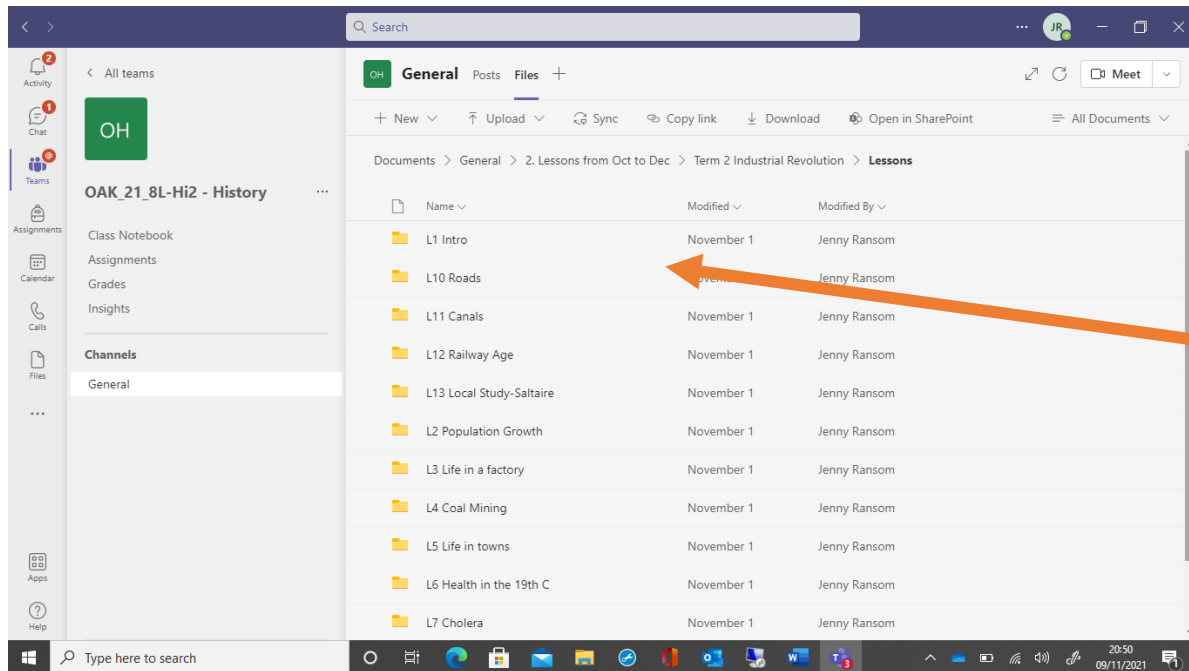 Search
JR
2
Activity
1
Chat
@
Teams
Assignments
Calendar
Calls
Files
Apps
Help
All teams
OH
OAK_21_8L-Hi2 - History
Class Notebook
Assignments
Grades
Insights
Channels
General
OH General Posts Files
Meet
New Upload Sync Copy link Download Open in SharePoint All Documents
Documents > General > 2. Lessons from Oct to Dec > Term 2 Industrial Revolution > Lessons
Name Modified Modified By
L1 Intro November 1 Jenny Ransom
L10 Roads Jenny Ransom
L11 Canals November 1 Jenny Ransom
L12 Railway Age November 1 Jenny Ransom
L13 Local Study-Saltaire November 1 Jenny Ransom
L2 Population Growth November 1 Jenny Ransom
L3 Life in a factory November 1 Jenny Ransom
L4 Coal Mining November 1 Jenny Ransom
L5 Life in towns November 1 Jenny Ransom
L6 Health in the 19th C November 1 Jenny Ransom
L7 Cholera November 1 Jenny Ransom
Type here to search
20:50
09/11/2021